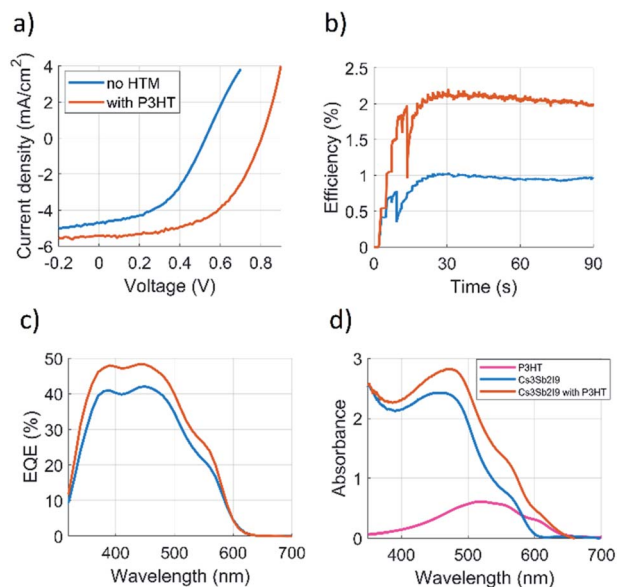 a)
Current density (mA/cm²)
4
2
0
-2
-4
-6
no HTM
with P3HT
-0.2
0
0.2
0.4
0.6
0.8
Voltage (V)
b)
Efficiency (%)
2.5
2
1.5
1
0.5
0
0
30
60
90
Time (s)
c)
EQE (%)
50
40
30
20
10
0
400
500
600
700
Wavelength (nm)
d)
Absorbance
3
2
1
0
P3HT
Cs3Sb2I9
Cs3Sb2I9 with P3HT
400
500
600
700
Wavelength (nm)